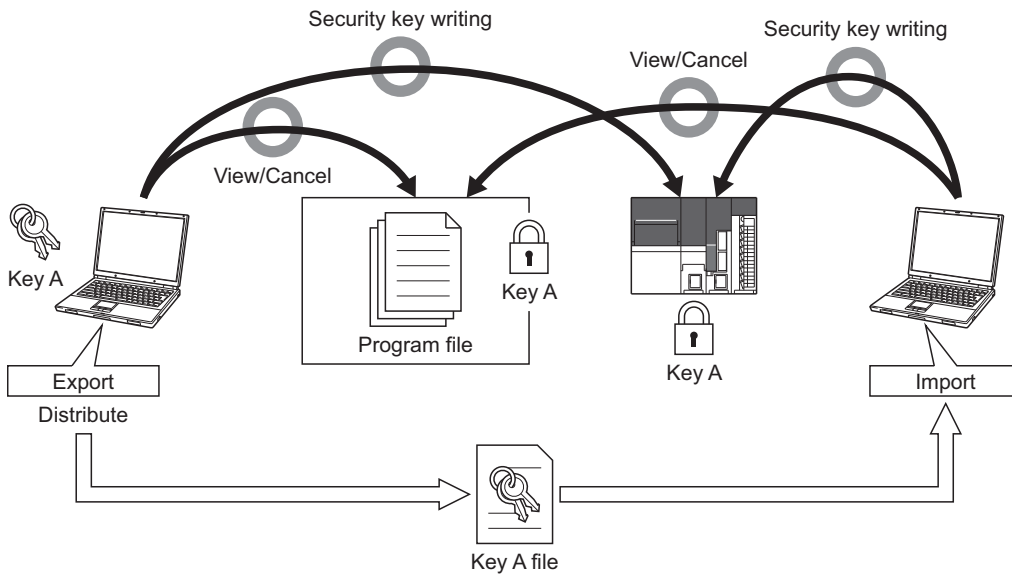 Security key writing
Security key writing
View/Cancel
View/Cancel
Key A
Key A
Program file
Key A
Export
Import
Distribute
Key A file